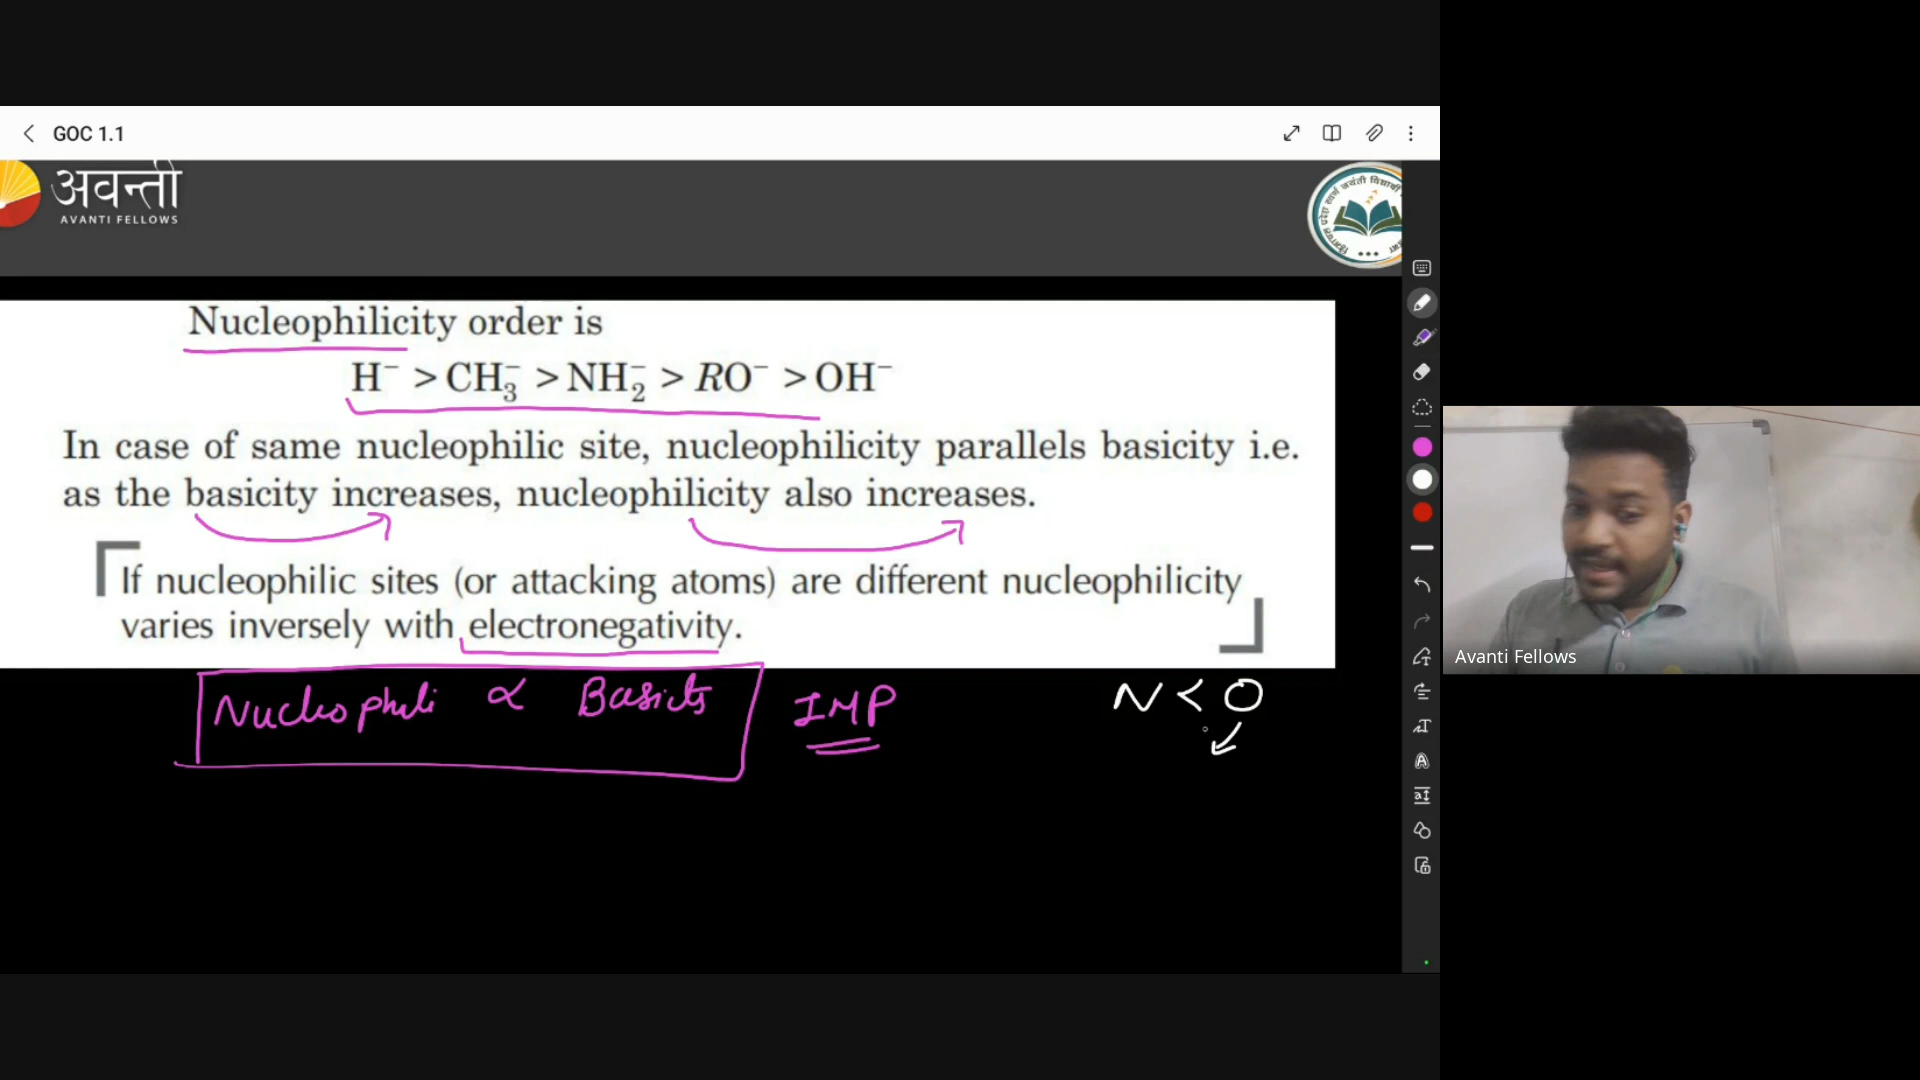 GOC 1.1
अवन्ती
AVANTI FELLOWS
Nucleophilicity order is
H⁻ > CH₃⁻ > NH₂⁻ > RO⁻ > OH⁻
In case of same nucleophilic site, nucleophilicity parallels basicity i.e.
as the basicity increases, nucleophilicity also increases.
If nucleophilic sites (or attacking atoms) are different nucleophilicity
varies inversely with electronegativity.
Nucleophili ∝ Basicts IMP
N < O
Avanti Fellows